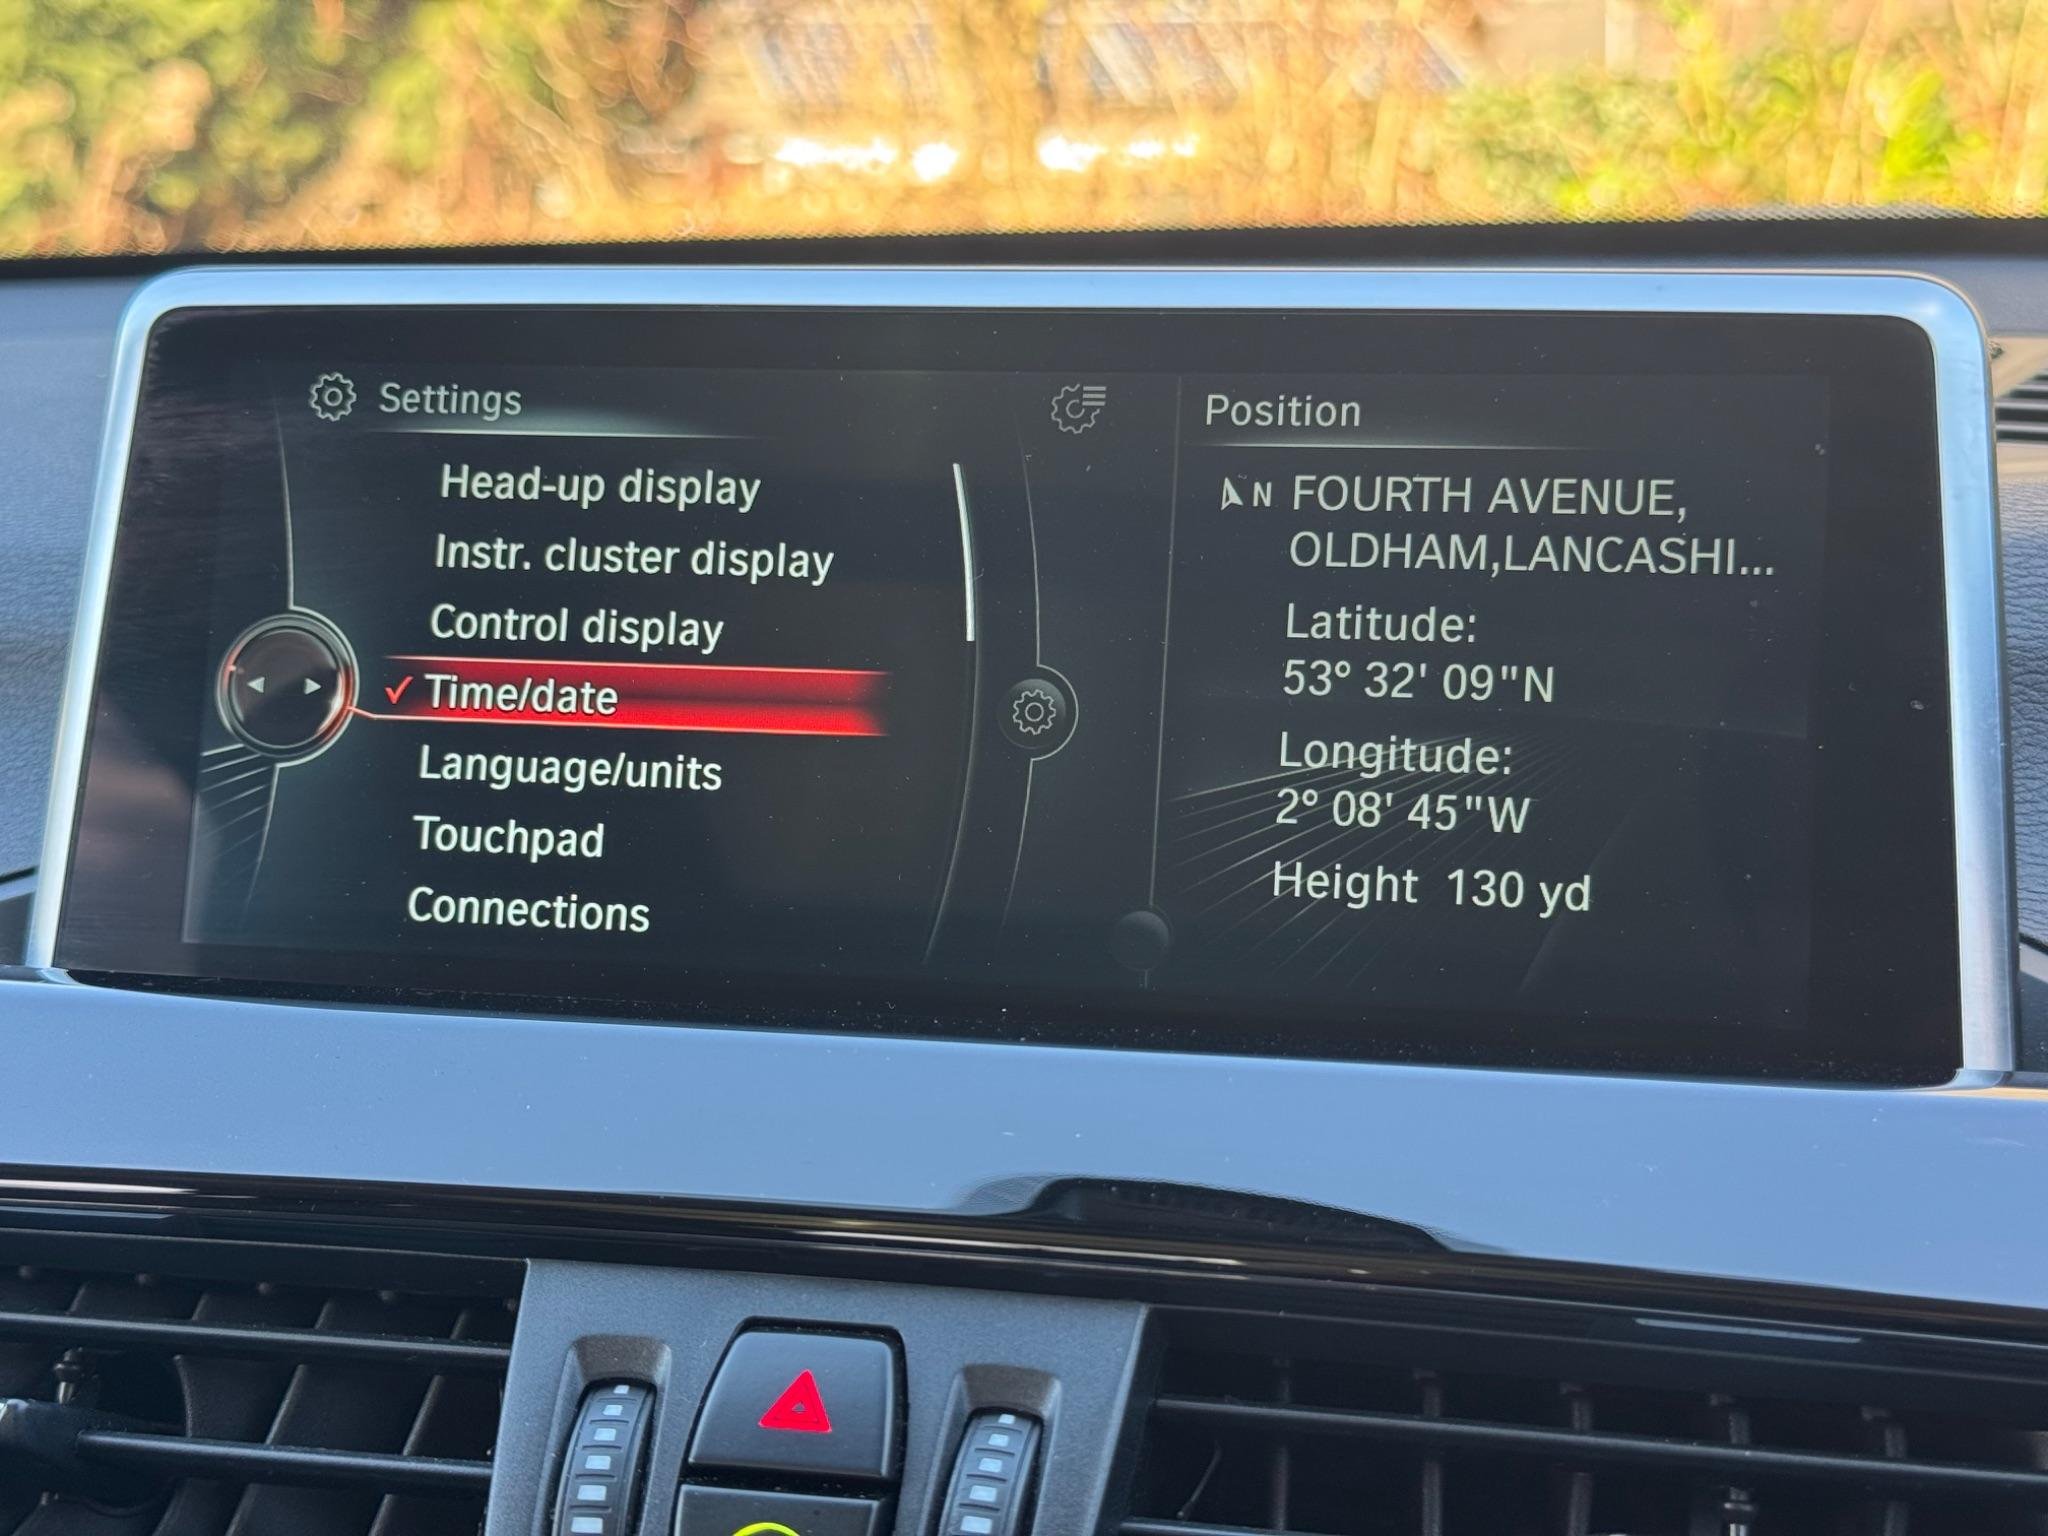 Settings
Head-up display
Instr. cluster display
Control display
✓ Time/date
Language/units
Touchpad
Connections
Position
N FOURTH AVENUE,
OLDHAM,LANCASHI...
Latitude:
53° 32' 09"N
Longitude:
2° 08' 45"W
Height 130 yd